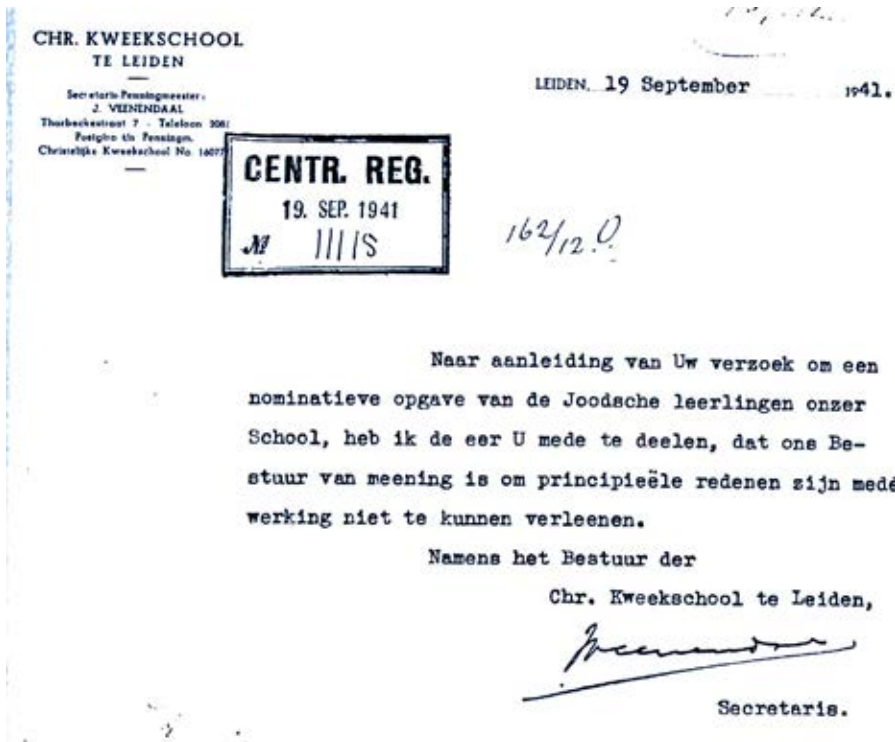 CHR. KWEEKSCHOOL
TE LEIDEN
Secretaris-Penningmeester:
J. VEENENDAAL
Thorbeckestraat 7 - Telefoon
Postgiro t/n Penningm.
Christelijke Kweekschool No.
LEIDEN, 19 September 1941.
CENTR. REG.
19. SEP. 1941
162/12
Naar aanleiding van Uw verzoek om een
nominatieve opgave van de Joodsche leerlingen onzer
School, heb ik de eer U mede te deelen, dat ons Be-
stuur van meening is om principieële redenen zijn mede
werking niet te kunnen verleenen.
Namens het Bestuur der
Chr. Kweekschool te Leiden,
Secretaris.